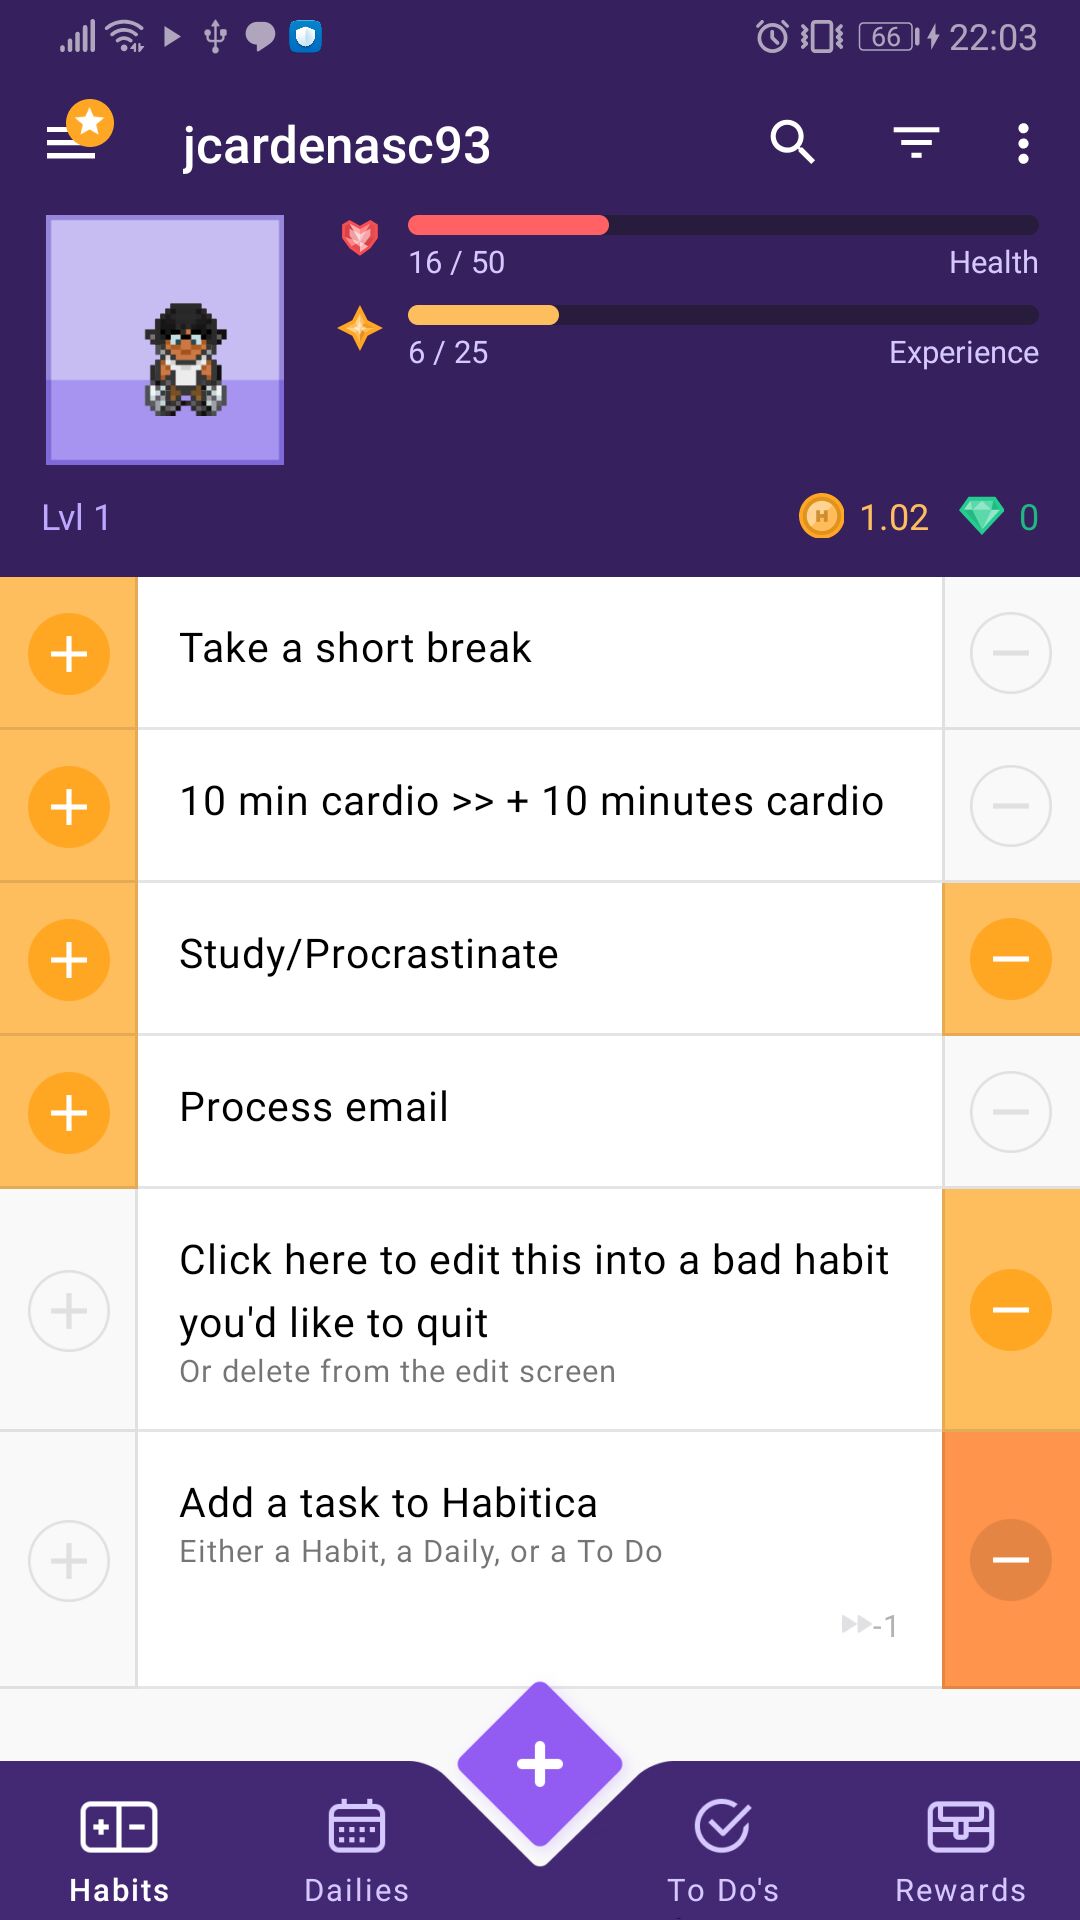 66 22:03
jcardenasc93
16 / 50 Health
6 / 25 Experience
Lvl 1 1.02 0
Take a short break
10 min cardio >> + 10 minutes cardio
Study/Procrastinate
Process email
Click here to edit this into a bad habit
you'd like to quit
Or delete from the edit screen
Add a task to Habitica
Either a Habit, a Daily, or a To Do
-1
Habits Dailies To Do's Rewards